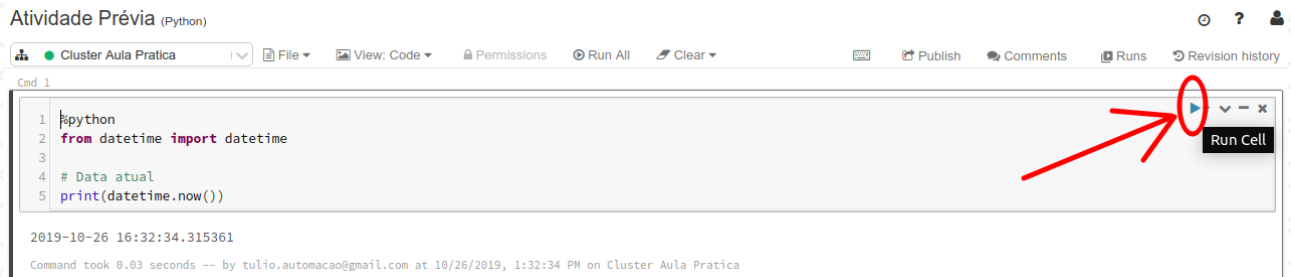 Atividade Prévia (Python)
Cluster Aula Pratica File View: Code Permissions Run All Clear Publish Comments Runs Revision history
Cmd 1
1 %python
2 from datetime import datetime
3
4 # Data atual
5 print(datetime.now())
Run Cell
2019-10-26 16:32:34.315361
Command took 0.03 seconds -- by tulio.automacao@gmail.com at 10/26/2019, 1:32:34 PM on Cluster Aula Pratica